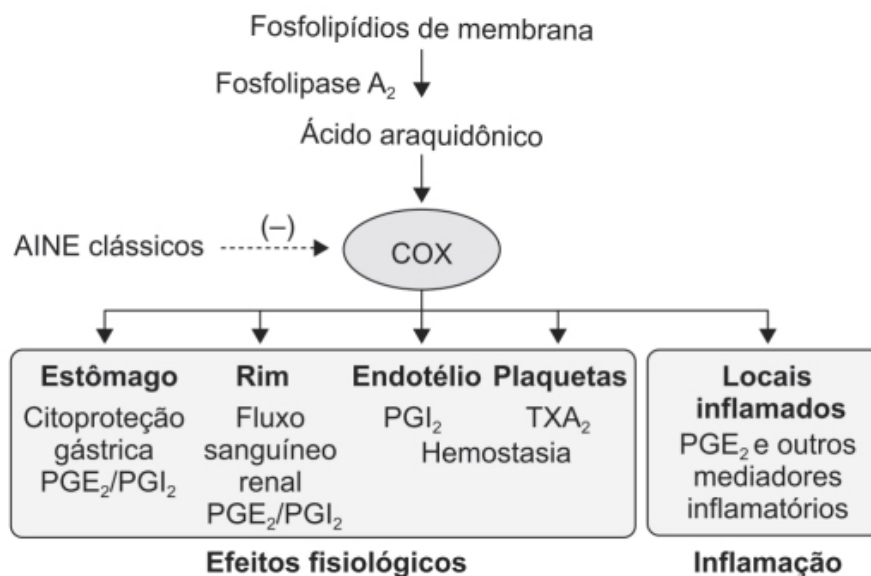 Fosfolipídios de membrana
Fosfolipase A₂
Ácido araquidônico
AINE clássicos
(–)
COX
Estômago
Citoproteção
gástrica
PGE₂/PGI₂
Rim
Fluxo
sanguíneo
renal
PGE₂/PGI₂
Endotélio Plaquetas
PGI₂ TXA₂
Hemostasia
Locais
inflamados
PGE₂ e outros
mediadores
inflamatórios
Efeitos fisiológicos
Inflamação